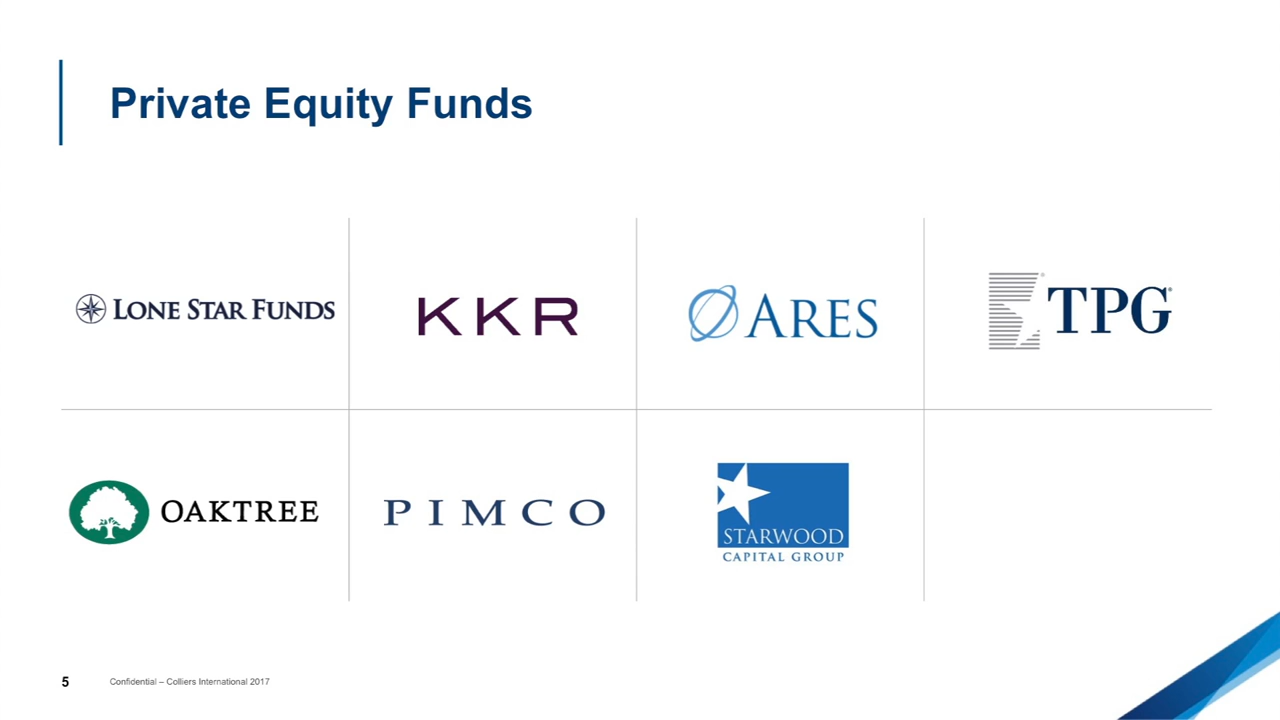 Private Equity Funds
LONE STAR FUNDS
KKR
ARES
TPG
OAKTREE
PIMCO
STARWOOD
CAPITAL GROUP
5
Confidential – Colliers International 2017